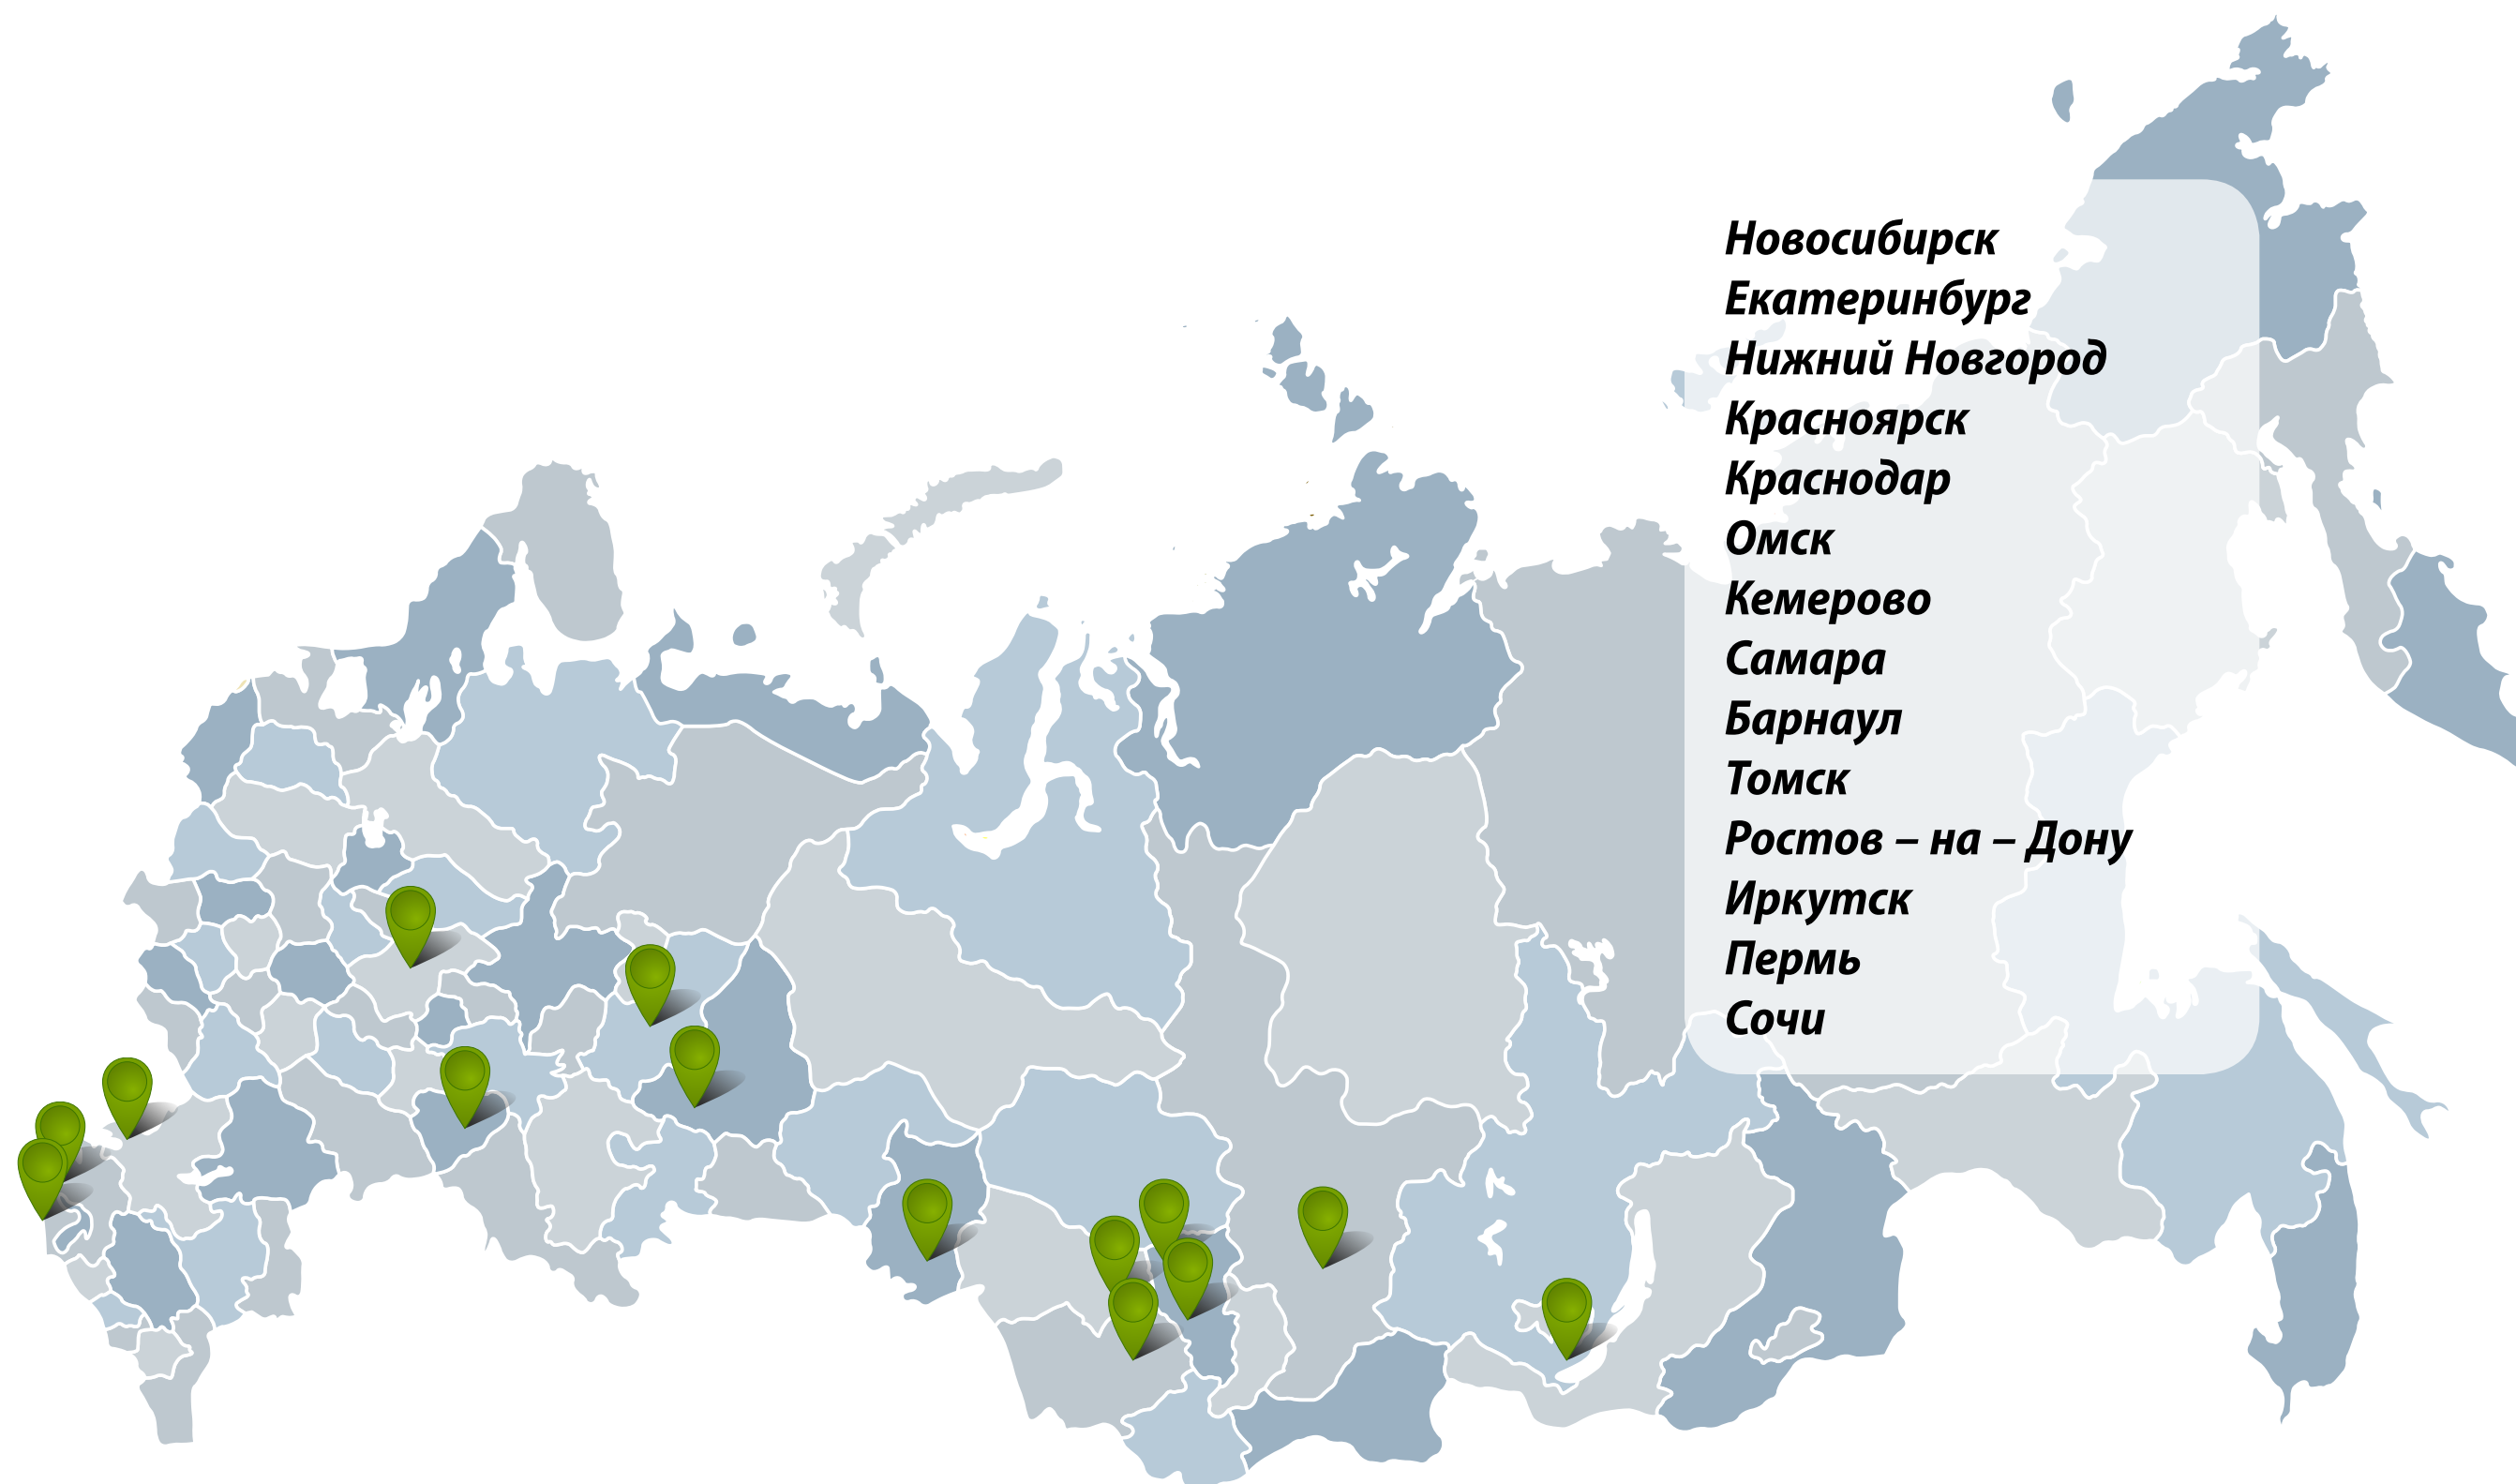 Новосибирск
Екатеринбург
Нижний Новгород
Красноярск
Краснодар
Омск
Кемерово
Самара
Барнаул
Томск
Ростов – на – Дону
Иркутск
Пермь
Сочи